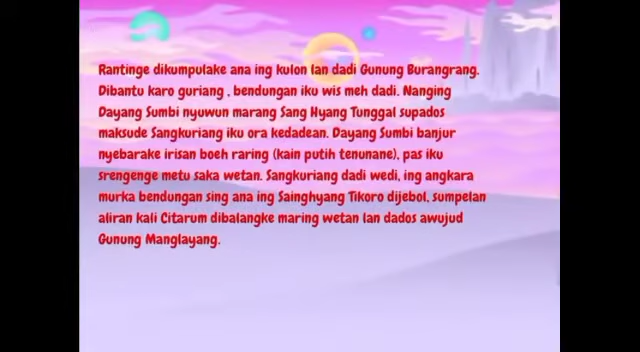 Rantinge dikumpulake ana ing kulon lan dadi Gunung Burangrang.
Dibantu karo guriang , bendungan iku wis meh dadi. Nanging
Dayang Sumbi nyuwun marang Sang Hyang Tunggal supados
maksude Sangkuriang iku ora kedadean. Dayang Sumbi banjur
nyebarake irisan boeh raring (kain putih tenunane), pas iku
srengenge metu saka wetan. Sangkuriang dadi wedi, ing angkara
murka bendungan sing ana ing Sainghyang Tikoro dijebol, sumpelan
aliran kali Citarum dibalangke maring wetan lan dados awujud
Gunung Manglayang.